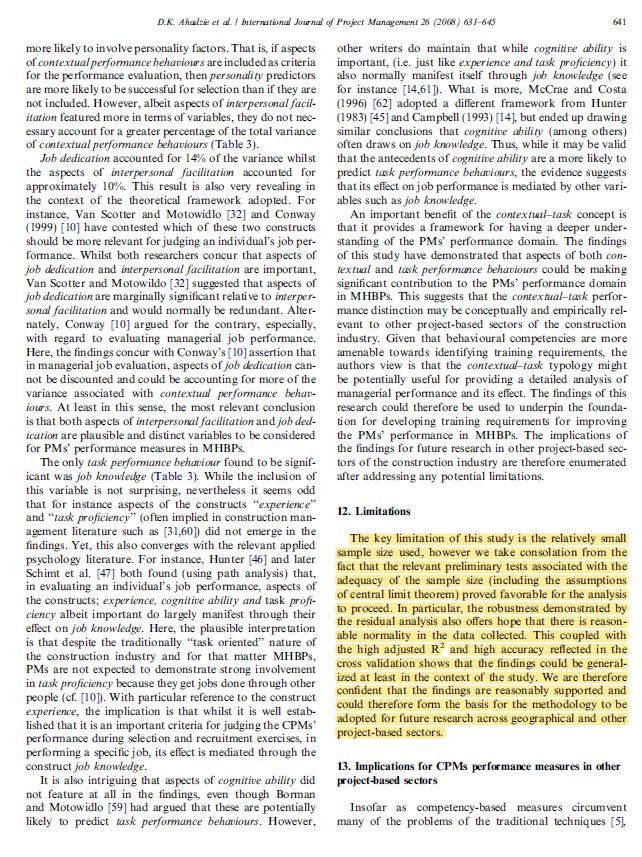 D.K. Ahadzie et al. / International Journal of Project Management 26 (2008) 631–645
641
more likely to involve personality factors. That is, if aspects
of contextual performance behaviours are included as criteria
for the performance evaluation, then personality predictors
are more likely to be successful for selection than if they are
not included. However, albeit aspects of interpersonal facil-
itation featured more in terms of variables, they do not nec-
essary account for a greater percentage of the total variance
of contextual performance behaviours (Table 3).
Job dedication accounted for 14% of the variance whilst
the aspects of interpersonal facilitation accounted for
approximately 10%. This result is also very revealing in
the context of the theoretical framework adopted. For
instance, Van Scotter and Motowidlo [32] and Conway
(1999) [10] have contested which of these two constructs
should be more relevant for judging an individual's job per-
formance. Whilst both researchers concur that aspects of
job dedication and interpersonal facilitation are important,
Van Scotter and Motowildo [32] suggested that aspects of
job dedication are marginally significant relative to interper-
sonal facilitation and would normally be redundant. Alter-
nately, Conway [10] argued for the contrary, especially,
with regard to evaluating managerial job performance.
Here, the findings concur with Conway's [10] assertion that
in managerial job evaluation, aspects of job dedication can-
not be discounted and could be accounting for more of the
variance associated with contextual performance behav-
iours. At least in this sense, the most relevant conclusion
is that both aspects of interpersonal facilitation and job ded-
ication are plausible and distinct variables to be considered
for PMs' performance measures in MHBPs.
The only task performance behaviour found to be signif-
icant was job knowledge (Table 3). While the inclusion of
this variable is not surprising, nevertheless it seems odd
that for instance aspects of the constructs "experience"
and "task proficiency" (often implied in construction man-
agement literature such as [31,60]) did not emerge in the
findings. Yet, this also converges with the relevant applied
psychology literature. For instance, Hunter [46] and later
Schimt et al. [47] both found (using path analysis) that,
in evaluating an individual's job performance, aspects of
the constructs; experience, cognitive ability and task profi-
ciency albeit important do largely manifest through their
effect on job knowledge. Here, the plausible interpretation
is that despite the traditionally "task oriented" nature of
the construction industry and for that matter MHBPs,
PMs are not expected to demonstrate strong involvement
in task proficiency because they get jobs done through other
people (cf. [10]). With particular reference to the construct
experience, the implication is that whilst it is well estab-
lished that it is an important criteria for judging the CPMs'
performance during selection and recruitment exercises, in
performing a specific job, its effect is mediated through the
construct job knowledge.
It is also intriguing that aspects of cognitive ability did
not feature at all in the findings, even though Borman
and Motowidlo [59] had argued that these are potentially
likely to predict task performance behaviours. However,
other writers do maintain that while cognitive ability is
important, (i.e. just like experience and task proficiency) it
also normally manifest itself through job knowledge (see
for instance [14,61]). What is more, McCrae and Costa
(1996) [62] adopted a different framework from Hunter
(1983) [45] and Campbell (1993) [14], but ended up drawing
similar conclusions that cognitive ability (among others)
often draws on job knowledge. Thus, while it may be valid
that the antecedents of cognitive ability are a more likely to
predict task performance behaviours, the evidence suggests
that its effect on job performance is mediated by other vari-
ables such as job knowledge.
An important benefit of the contextual–task concept is
that it provides a framework for having a deeper under-
standing of the PMs' performance domain. The findings
of this study have demonstrated that aspects of both con-
textual and task performance behaviours could be making
significant contribution to the PMs' performance domain
in MHBPs. This suggests that the contextual–task perfor-
mance distinction may be conceptually and empirically rel-
evant to other project-based sectors of the construction
industry. Given that behavioural competencies are more
amenable towards identifying training requirements, the
authors view is that the contextual–task typology might
be potentially useful for providing a detailed analysis of
managerial performance and its effect. The findings of this
research could therefore be used to underpin the founda-
tion for developing training requirements for improving
the PMs' performance in MHBPs. The implications of
the findings for future research in other project-based sec-
tors of the construction industry are therefore enumerated
after addressing any potential limitations.
12. Limitations
The key limitation of this study is the relatively small
sample size used, however we take consolation from the
fact that the relevant preliminary tests associated with the
adequacy of the sample size (including the assumptions
of central limit theorem) proved favorable for the analysis
to proceed. In particular, the robustness demonstrated by
the residual analysis also offers hope that there is reason-
able normality in the data collected. This coupled with
the high adjusted R² and high accuracy reflected in the
cross validation shows that the findings could be general-
ized at least in the context of the study. We are therefore
confident that the findings are reasonably supported and
could therefore form the basis for the methodology to be
adopted for future research across geographical and other
project-based sectors.
13. Implications for CPMs performance measures in other
project-based sectors
Insofar as competency-based measures circumvent
many of the problems of the traditional techniques [5],